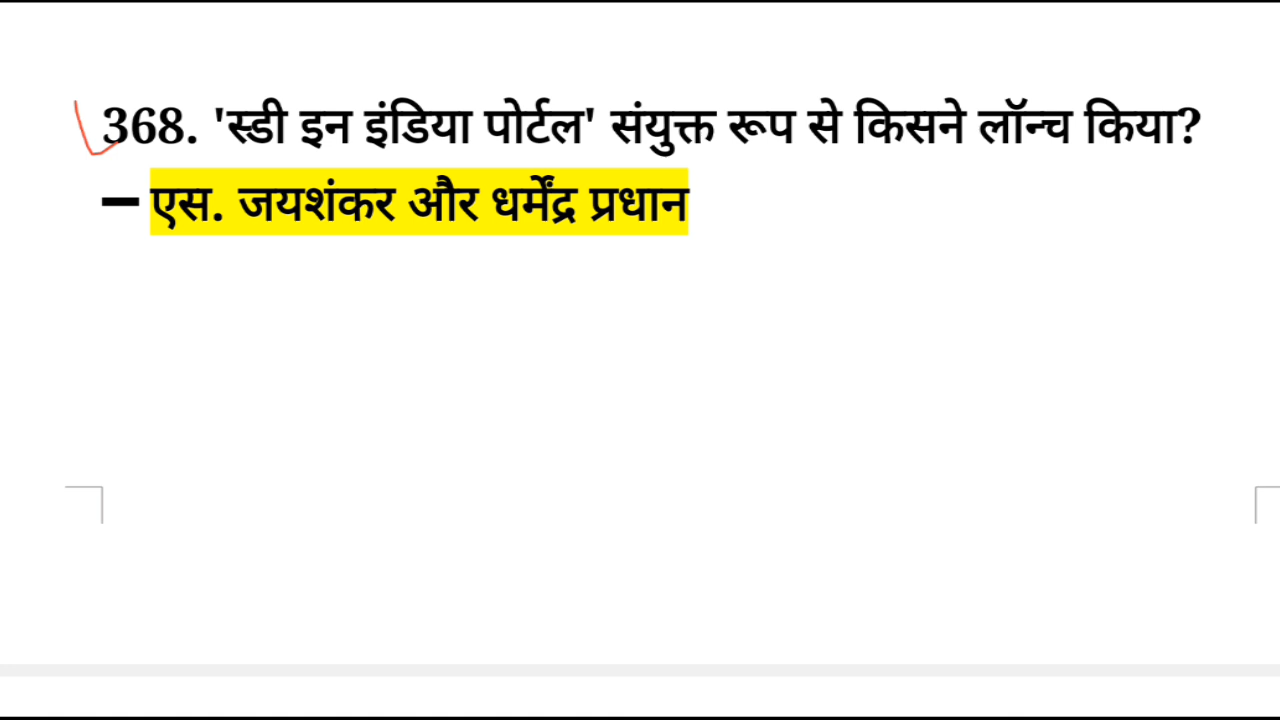 368. 'स्डी इन इंडिया पोर्टल' संयुक्त रूप से किसने लॉन्च किया?
– एस. जयशंकर और धर्मेंद्र प्रधान